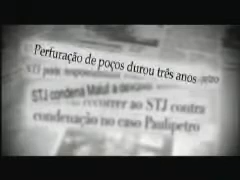 Perfuração de poços durou três anos
STJ condena Maluf a
recorrer ao STJ contra
condenação no caso Paulipetro